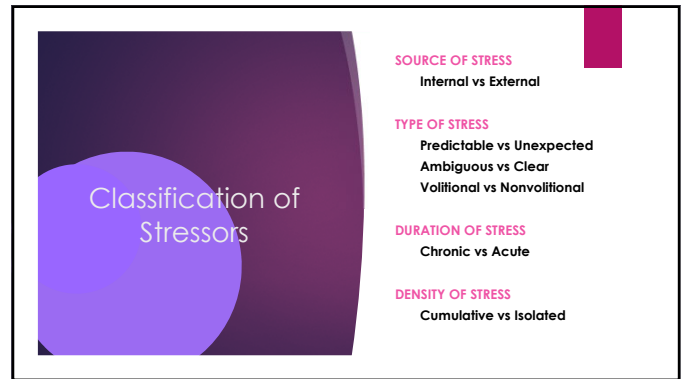 Classification of
Stressors
SOURCE OF STRESS
Internal vs External
TYPE OF STRESS
Predictable vs Unexpected
Ambiguous vs Clear
Volitional vs Nonvolitional
DURATION OF STRESS
Chronic vs Acute
DENSITY OF STRESS
Cumulative vs Isolated